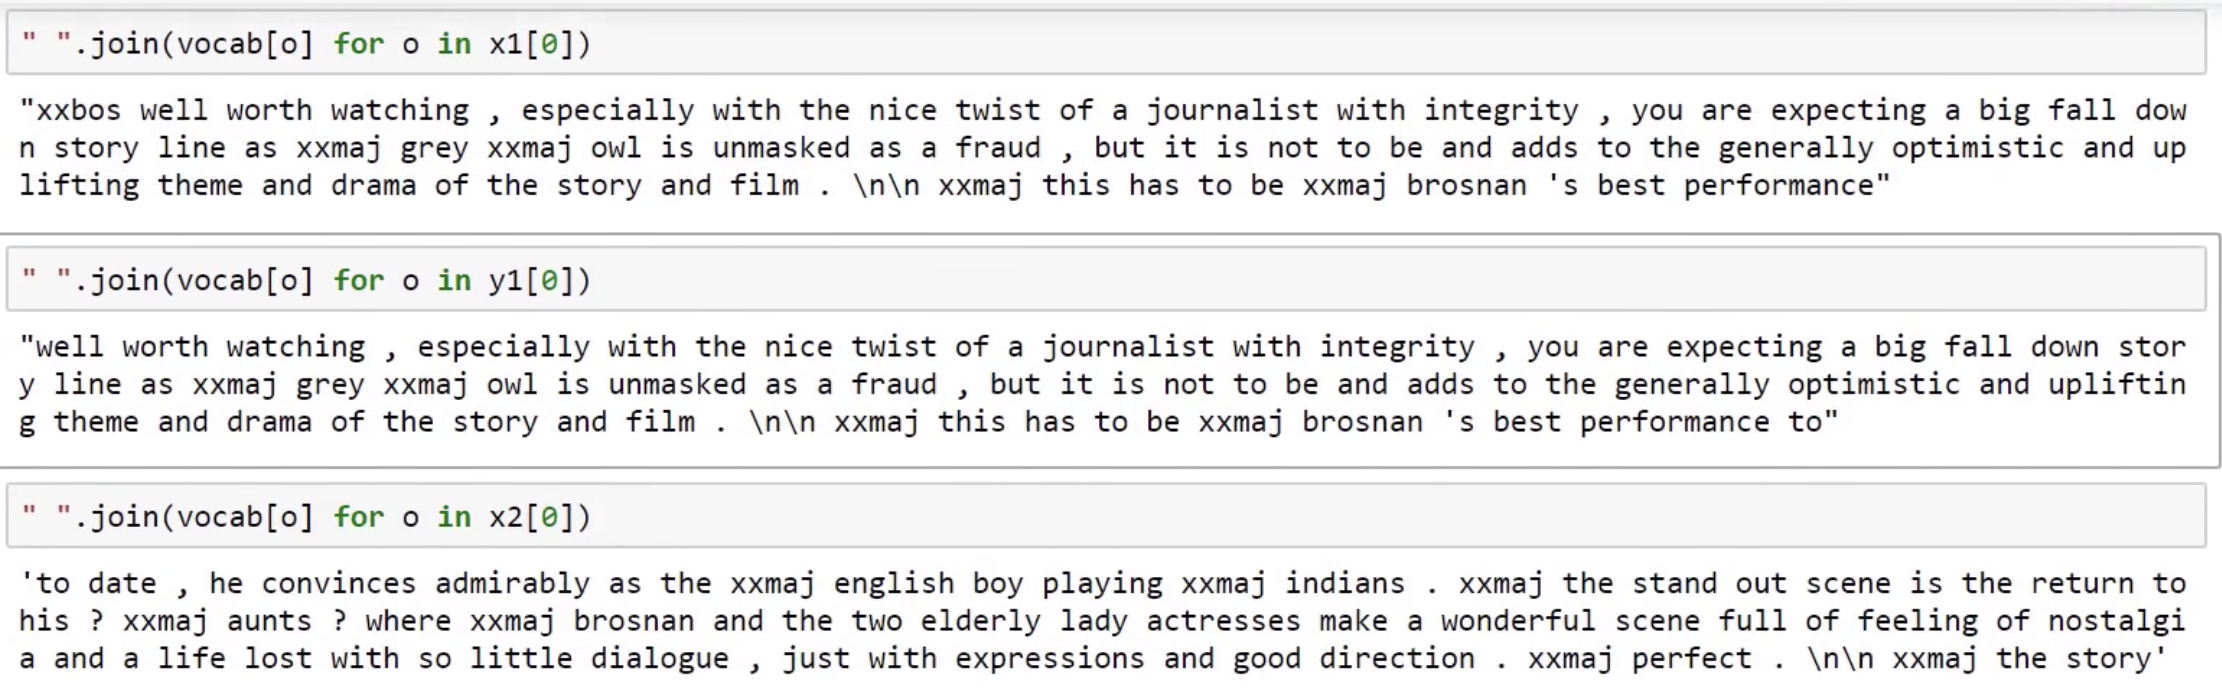 " ".join(vocab[o] for o in x1[0])
"xxbos well worth watching , especially with the nice twist of a journalist with integrity , you are expecting a big fall dow
n story line as xxmaj grey xxmaj owl is unmasked as a fraud , but it is not to be and adds to the generally optimistic and up
lifting theme and drama of the story and film . \n\n xxmaj this has to be xxmaj brosnan 's best performance"
" ".join(vocab[o] for o in y1[0])
"well worth watching , especially with the nice twist of a journalist with integrity , you are expecting a big fall down stor
y line as xxmaj grey xxmaj owl is unmasked as a fraud , but it is not to be and adds to the generally optimistic and upliftin
g theme and drama of the story and film . \n\n xxmaj this has to be xxmaj brosnan 's best performance to"
" ".join(vocab[o] for o in x2[0])
'to date , he convinces admirably as the xxmaj english boy playing xxmaj indians . xxmaj the stand out scene is the return to
his ? xxmaj aunts ? where xxmaj brosnan and the two elderly lady actresses make a wonderful scene full of feeling of nostalgi
a and a life lost with so little dialogue , just with expressions and good direction . xxmaj perfect . \n\n xxmaj the story'